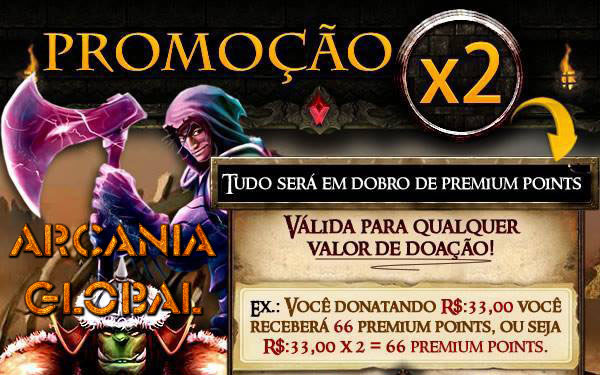 PROMOÇÃO
x2
TUDO SERÁ EM DOBRO DE PREMIUM POINTS
VÁLIDA PARA QUALQUER
VALOR DE DOAÇÃO!
ARCANIA
GLOBAL
EX.: VOCÊ DONATANDO R$:33,00 VOCÊ
RECEBERÁ 66 PREMIUM POINTS, OU SEJA
R$:33,00 X 2 = 66 PREMIUM POINTS.